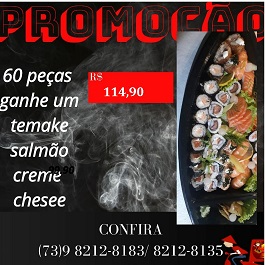 PROMOÇÃO
60 peças
ganhe um
temake
salmão
creme
chesee
R$
114,90
CONFIRA
(73)9 8212-8183/ 8212-8135